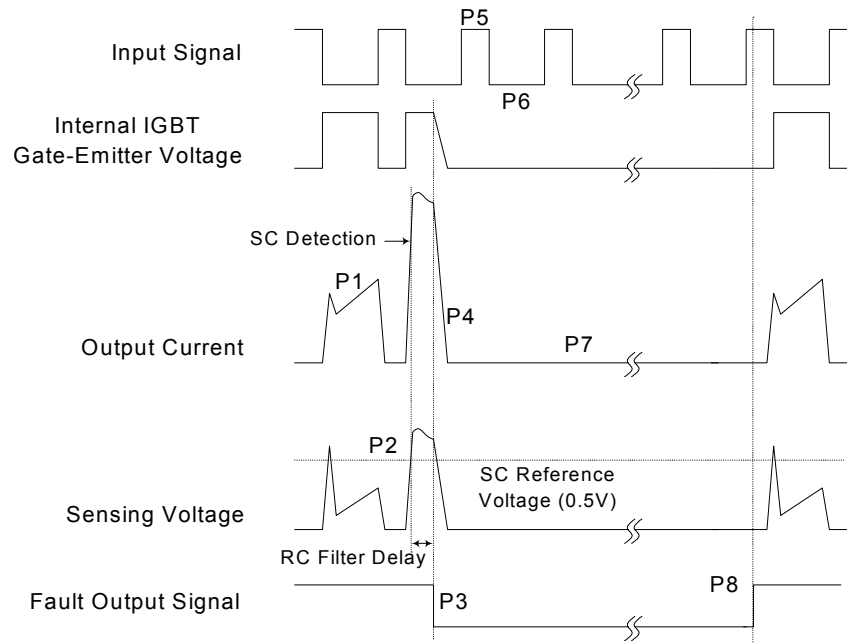 P5
Input Signal
P6
Internal IGBT
Gate-Emitter Voltage
SC Detection
P1
P4
Output Current
P7
P2
SC Reference
Voltage (0.5V)
Sensing Voltage
RC Filter Delay
Fault Output Signal
P3
P8